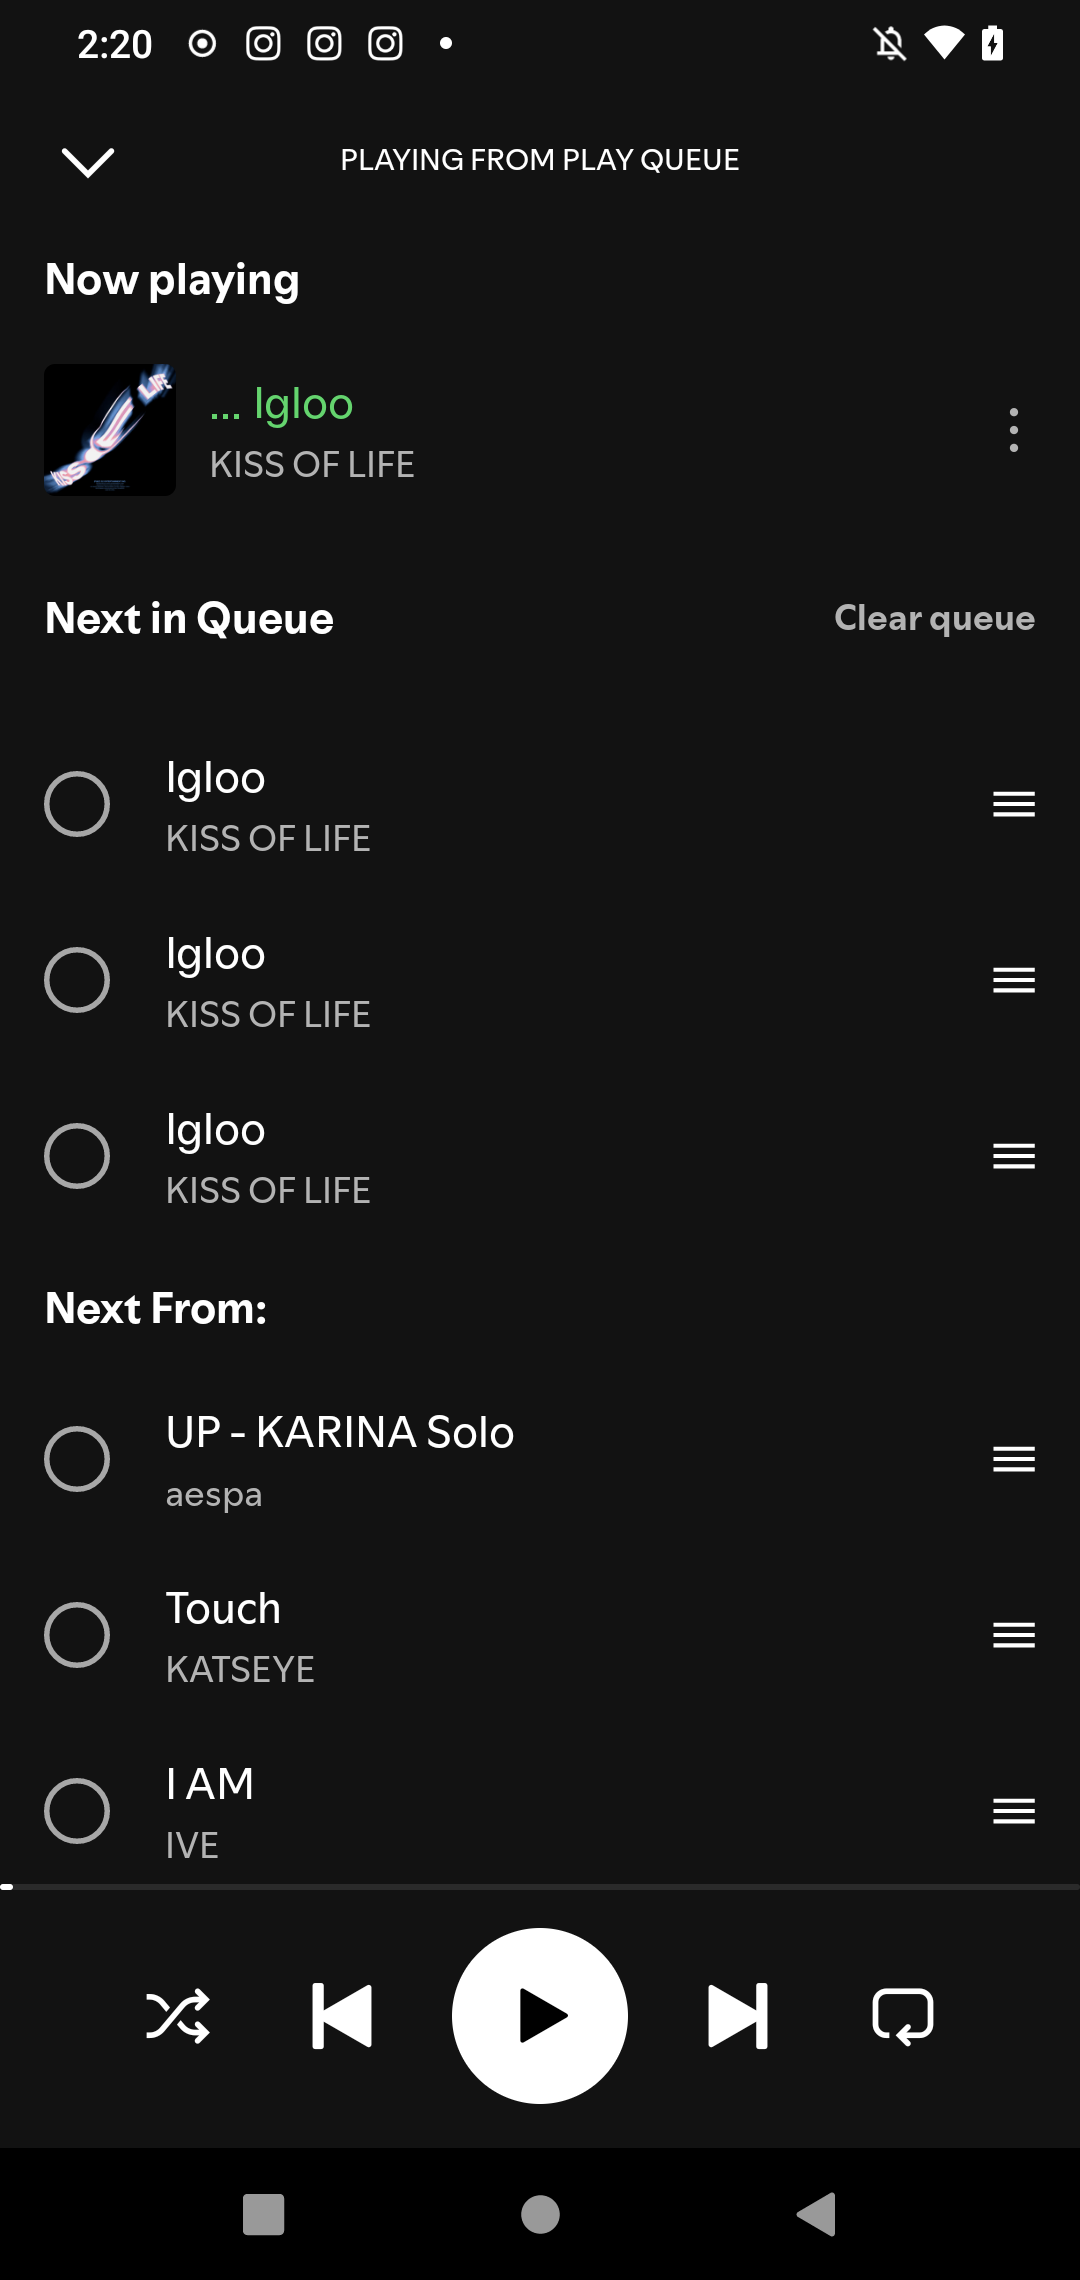 2:20
PLAYING FROM PLAY QUEUE
Now playing
LIFE
KISS
... Igloo
KISS OF LIFE
Next in Queue
Clear queue
Igloo
KISS OF LIFE
Igloo
KISS OF LIFE
Igloo
KISS OF LIFE
Next From:
UP - KARINA Solo
aespa
Touch
KATSEYE
I AM
IVE